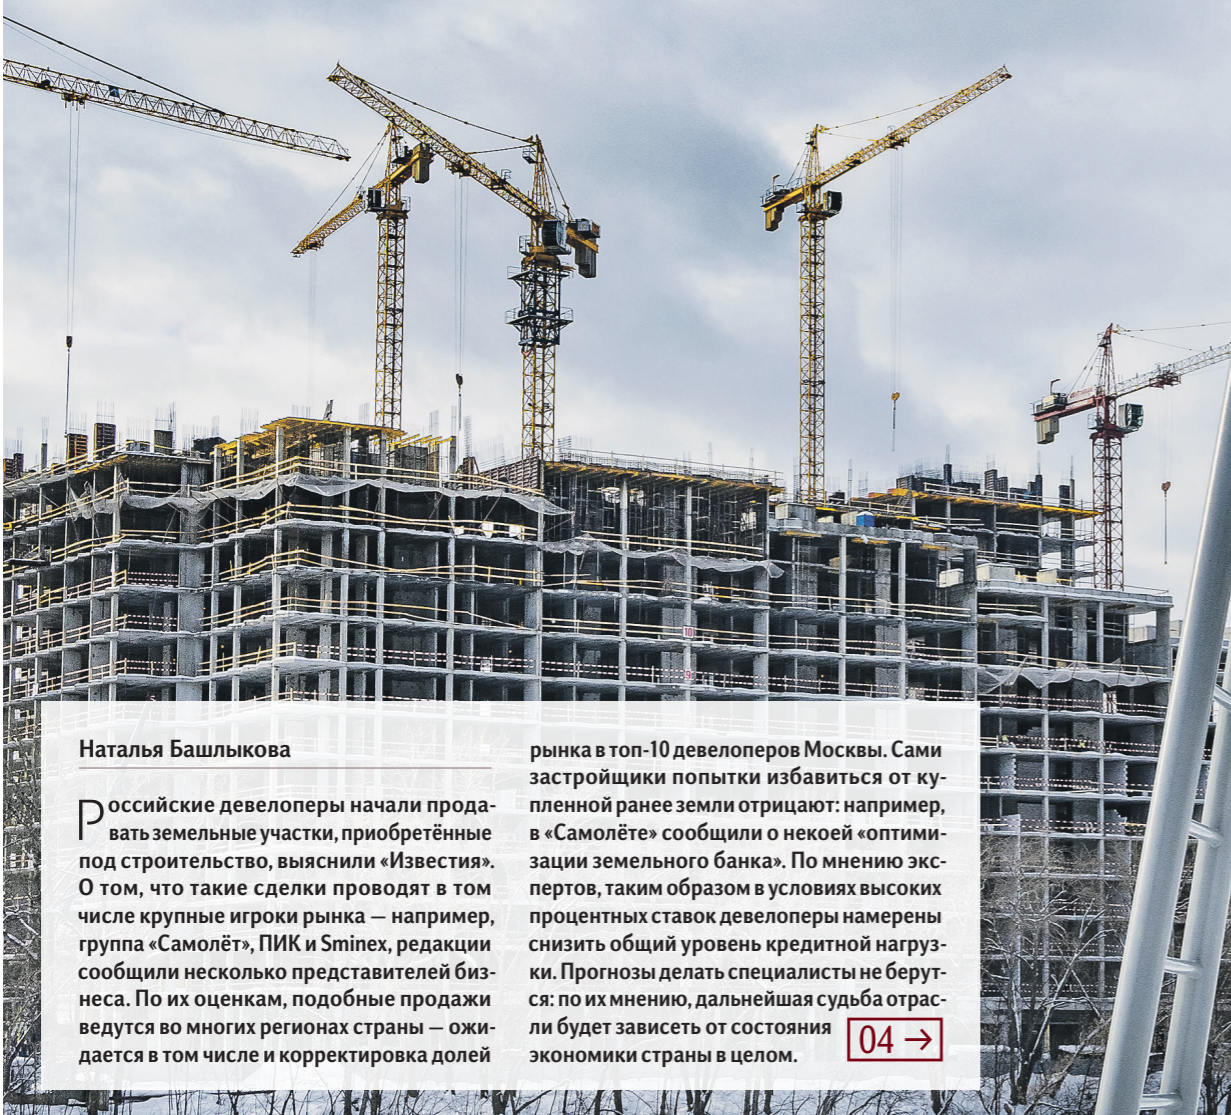 Наталья Башлыкова
Российские девелоперы начали прода-
вать земельные участки, приобретённые
под строительство, выяснили «Известия».
О том, что такие сделки проводят в том
числе крупные игроки рынка — например,
группа «Самолёт», ПИК и Sminex, редакции
сообщили несколько представителей биз-
неса. По их оценкам, подобные продажи
ведутся во многих регионах страны — ожи-
дается в том числе и корректировка долей
рынка в топ-10 девелоперов Москвы. Сами
застройщики попытки избавиться от ку-
пленной ранее земли отрицают: например,
в «Самолёте» сообщили о некоей «оптими-
зации земельного банка». По мнению экс-
пертов, таким образом в условиях высоких
процентных ставок девелоперы намерены
снизить общий уровень кредитной нагруз-
ки. Прогнозы делать специалисты не берут-
ся: по их мнению, дальнейшая судьба отрас-
ли будет зависеть от состояния
экономики страны в целом.
04 →